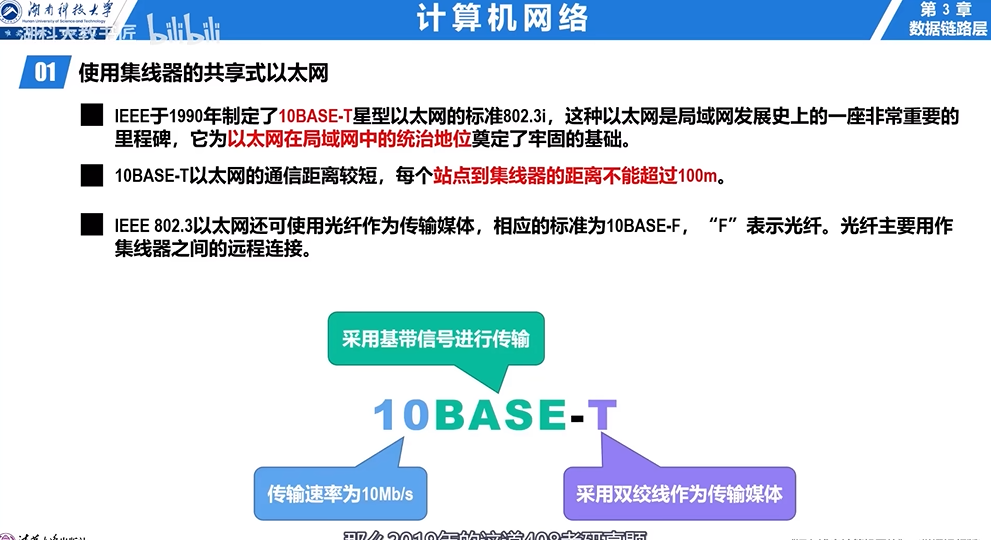 湖南科技大学
Hunan University of Science and Technology
湖科大教书匠
bilibili
计算机网络
第 3 章
数据链路层
01
使用集线器的共享式以太网
IEEE于1990年制定了10BASE-T星型以太网的标准802.3i，这种以太网是局域网发展史上的一座非常重要的
里程碑，它为以太网在局域网中的统治地位奠定了牢固的基础。
10BASE-T以太网的通信距离较短，每个站点到集线器的距离不能超过100m。
IEEE 802.3以太网还可使用光纤作为传输媒体，相应的标准为10BASE-F，“F”表示光纤。光纤主要用作
集线器之间的远程连接。
采用基带信号进行传输
10BASE-T
传输速率为10Mb/s
采用双绞线作为传输媒体